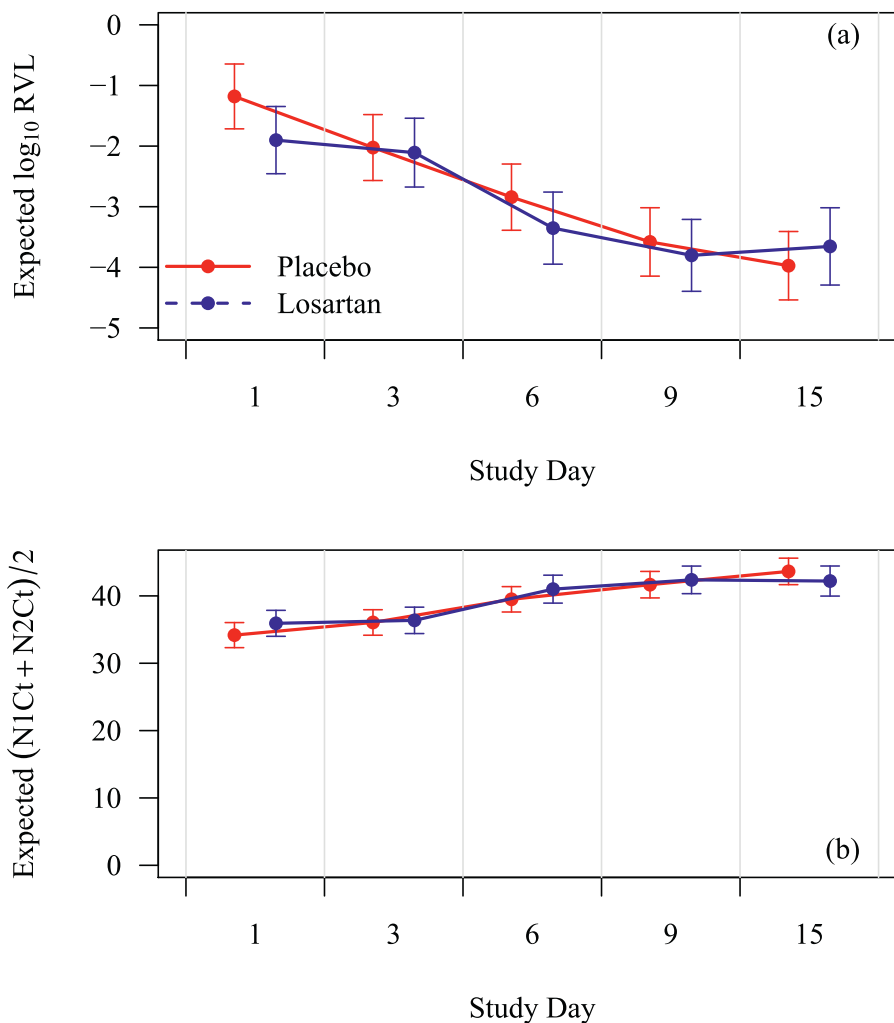 (a)
Expected log₁₀ RVL
0
−1
−2
−3
−4
−5
Placebo
Losartan
1 3 6 9 15
Study Day
(b)
Expected (N1Ct + N2Ct)/2
40
30
20
10
0
1 3 6 9 15
Study Day